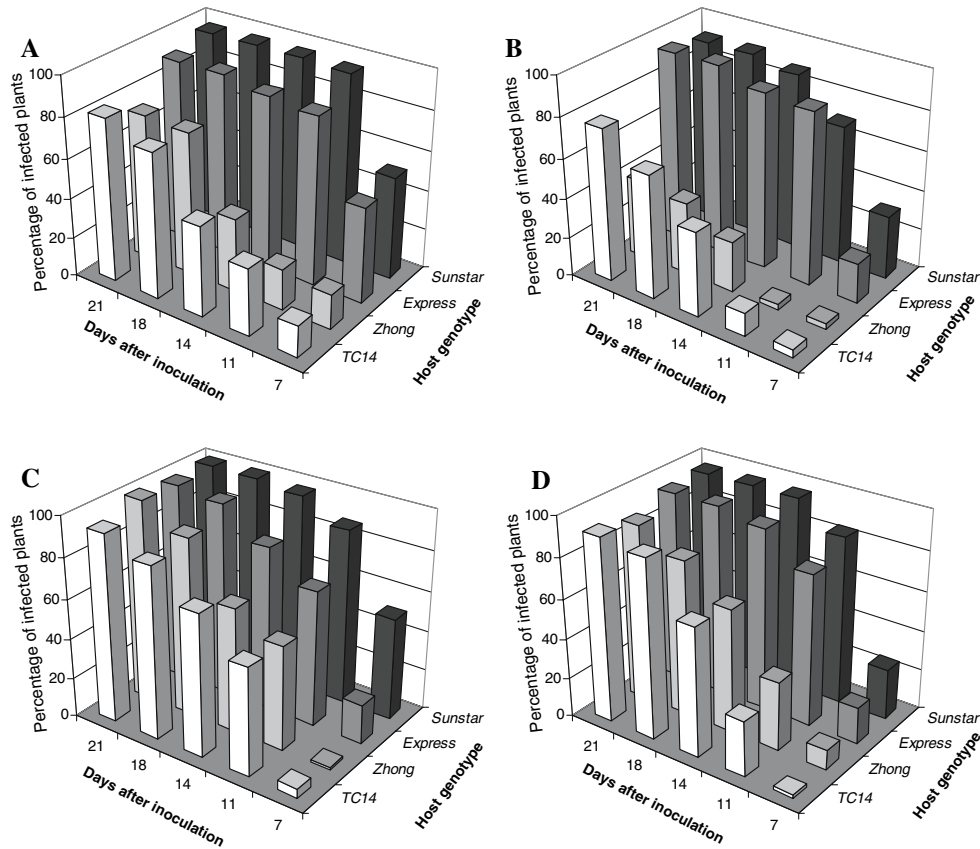 A
Percentage of infected plants
100
80
60
40
20
0
21
18
14
11
7
Days after inoculation
TC14
Zhong
Express
Sunstar
Host genotype
B
Percentage of infected plants
100
80
60
40
20
0
21
18
14
11
7
Days after inoculation
TC14
Zhong
Express
Sunstar
Host genotype
C
Percentage of infected plants
100
80
60
40
20
0
21
18
14
11
7
Days after inoculation
TC14
Zhong
Express
Sunstar
Host genotype
D
Percentage of infected plants
100
80
60
40
20
0
21
18
14
11
7
Days after inoculation
TC14
Zhong
Express
Sunstar
Host genotype